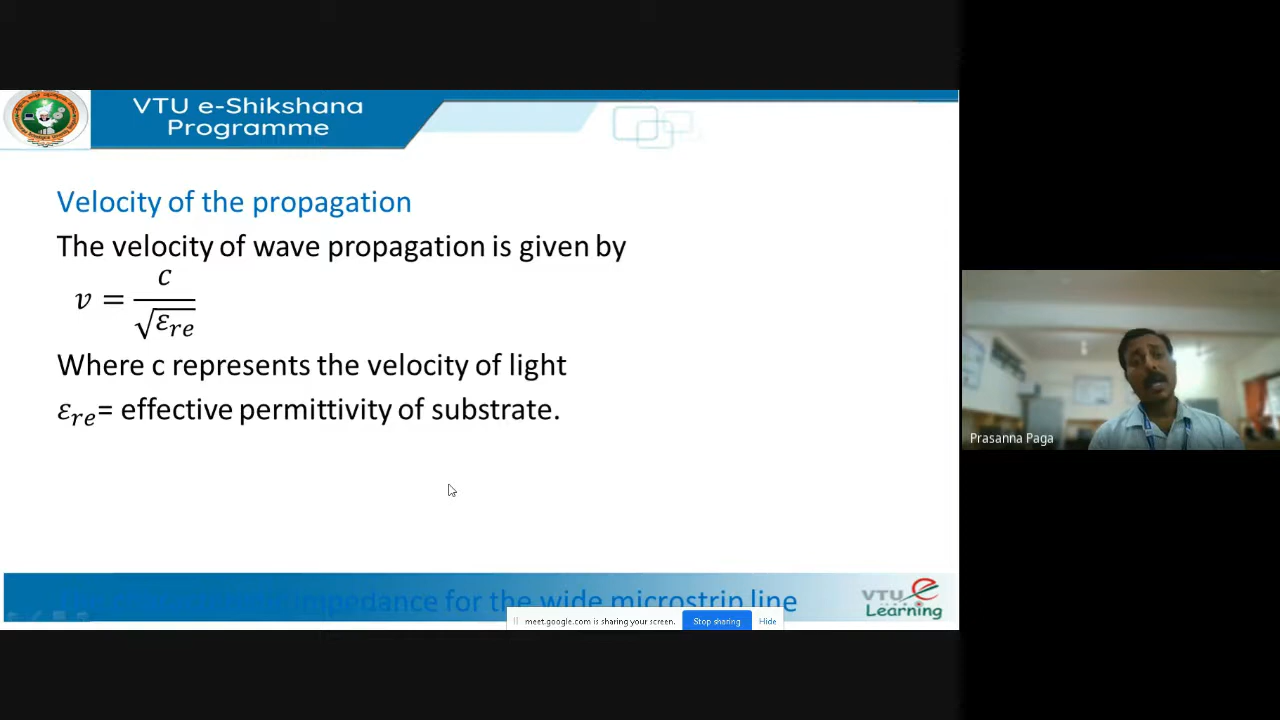 VTU e-Shikshana
Programme
Velocity of the propagation
The velocity of wave propagation is given by
v = c / √ε_re
Where c represents the velocity of light
ε_re= effective permittivity of substrate.
impedance for the wide microstrip line
VTU
Learning
meet.google.com is sharing your screen.
Stop sharing
Hide
Prasanna Paga